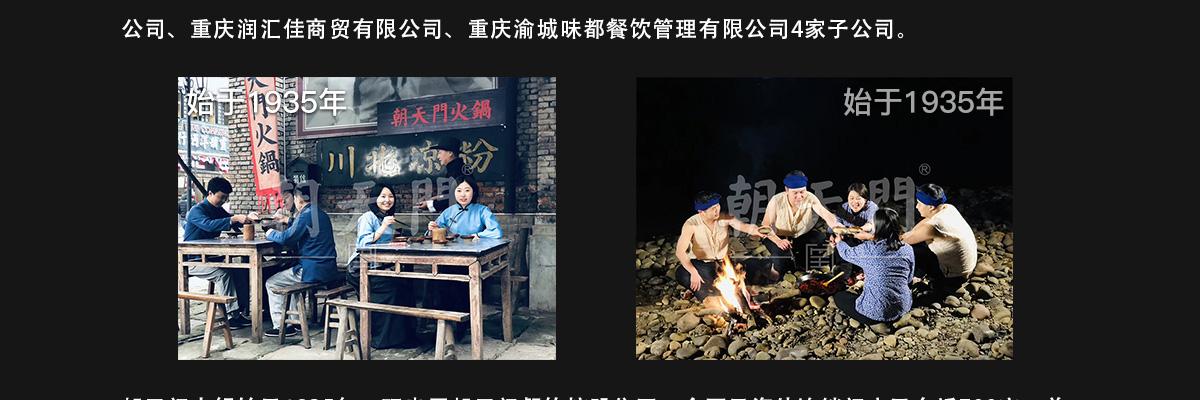 公司、重庆润汇佳商贸有限公司、重庆渝城味都餐饮管理有限公司4家子公司。
始于1935年
始于1935年
門火鍋
朝天門火鍋
川北凉粉
朝天門®
朝天門®